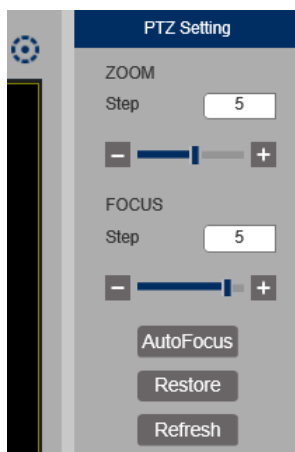 PTZ Setting
ZOOM
Step 5
- +
FOCUS
Step 5
- +
AutoFocus
Restore
Refresh